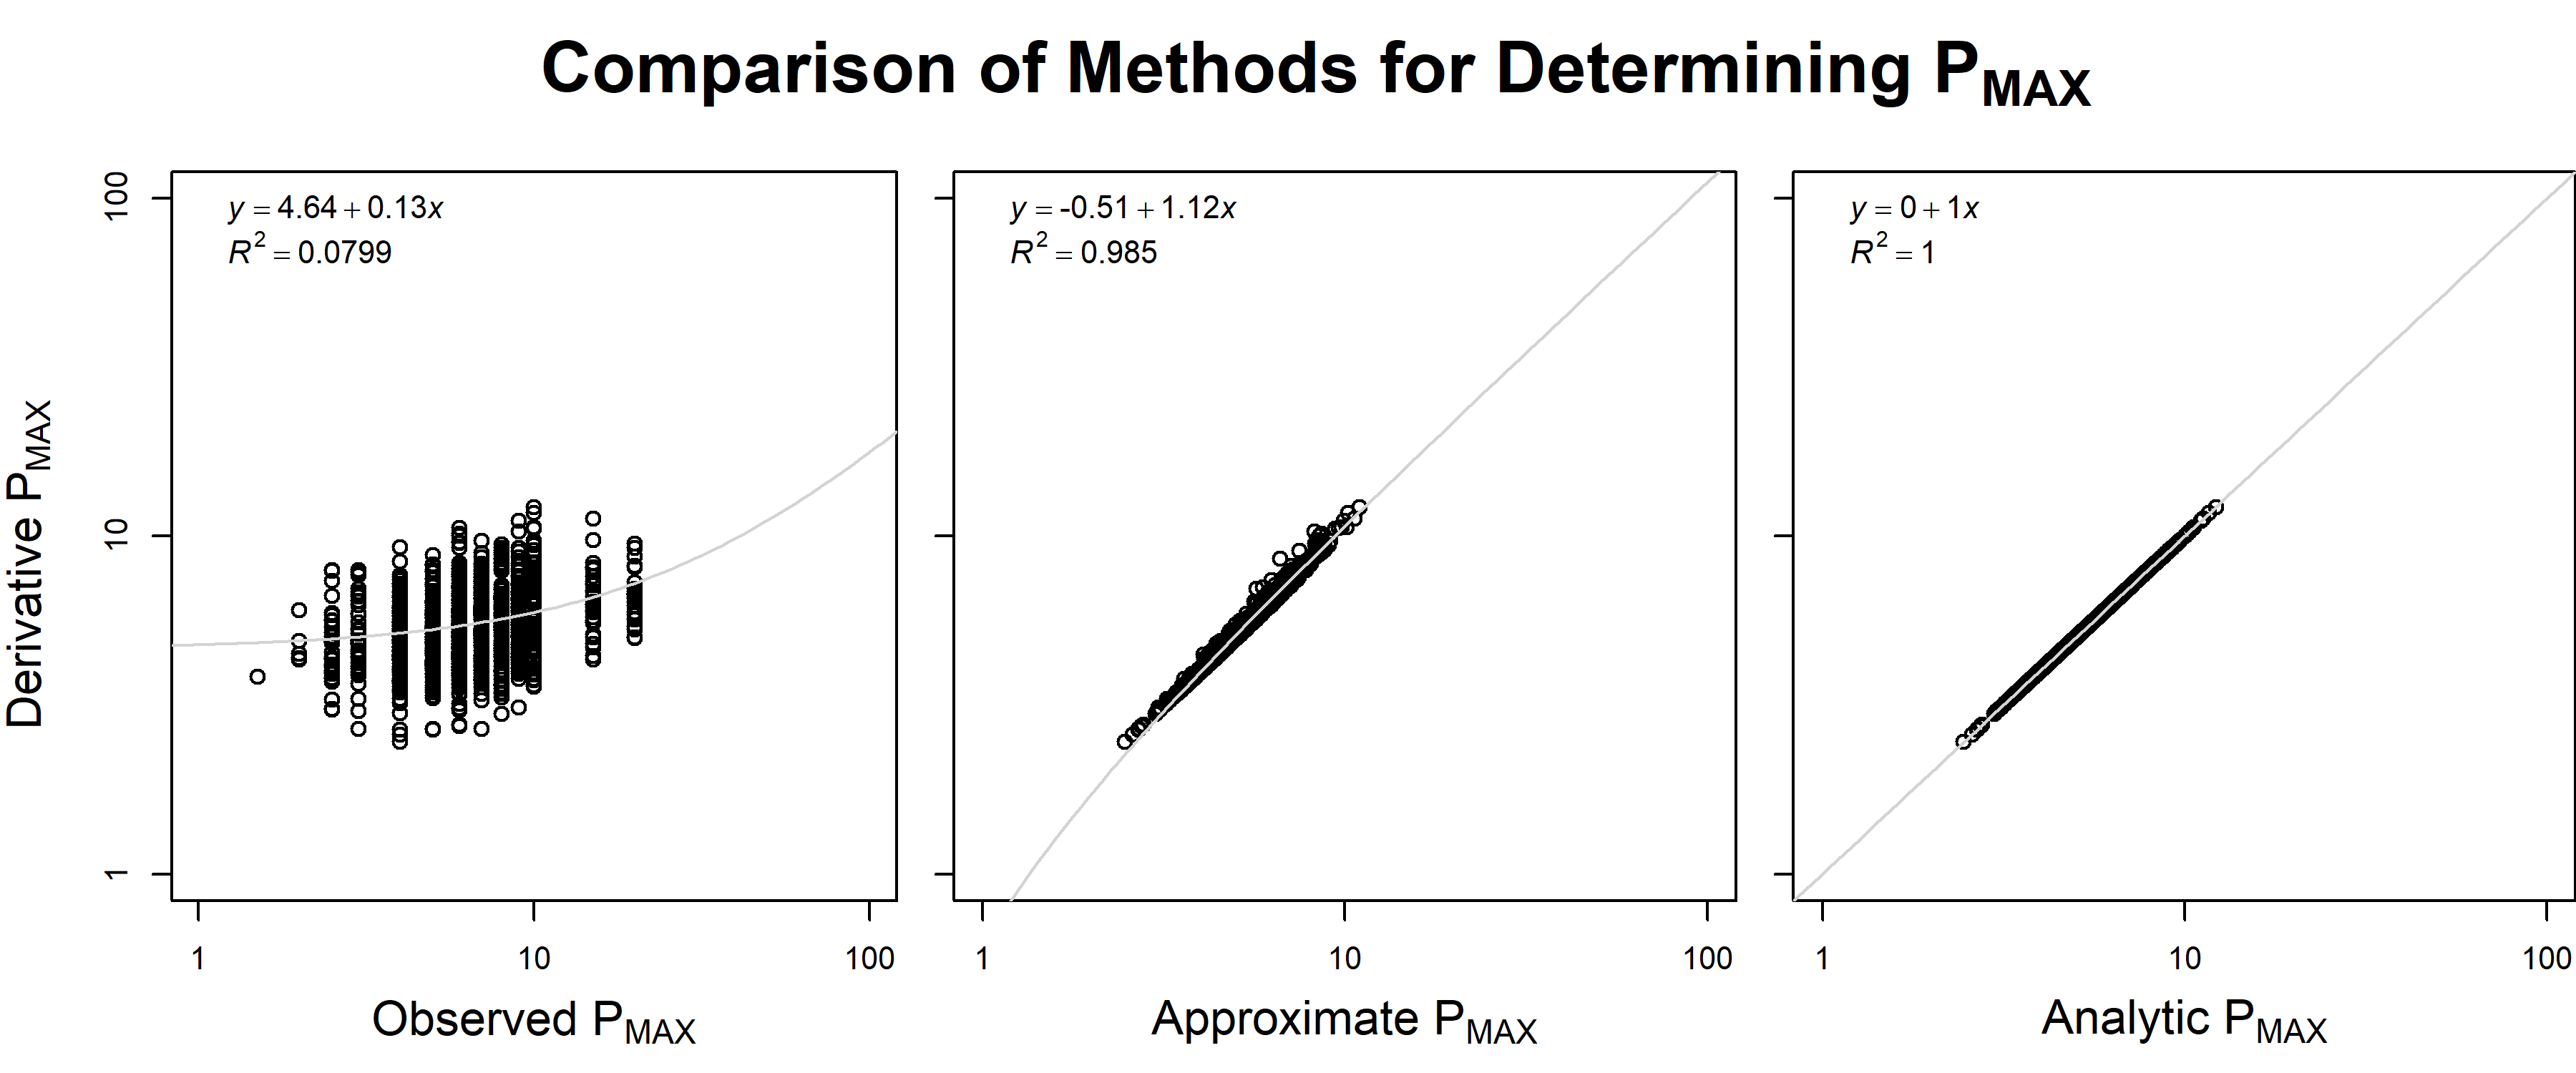 Comparison of Methods for Determining PMAX
Derivative PMAX
100
10
1
y = 4.64 + 0.13x
R2 = 0.0799
1 10 100
Observed PMAX
y = -0.51 + 1.12x
R2 = 0.985
1 10 100
Approximate PMAX
y = 0 + 1x
R2 = 1
1 10 100
Analytic PMAX